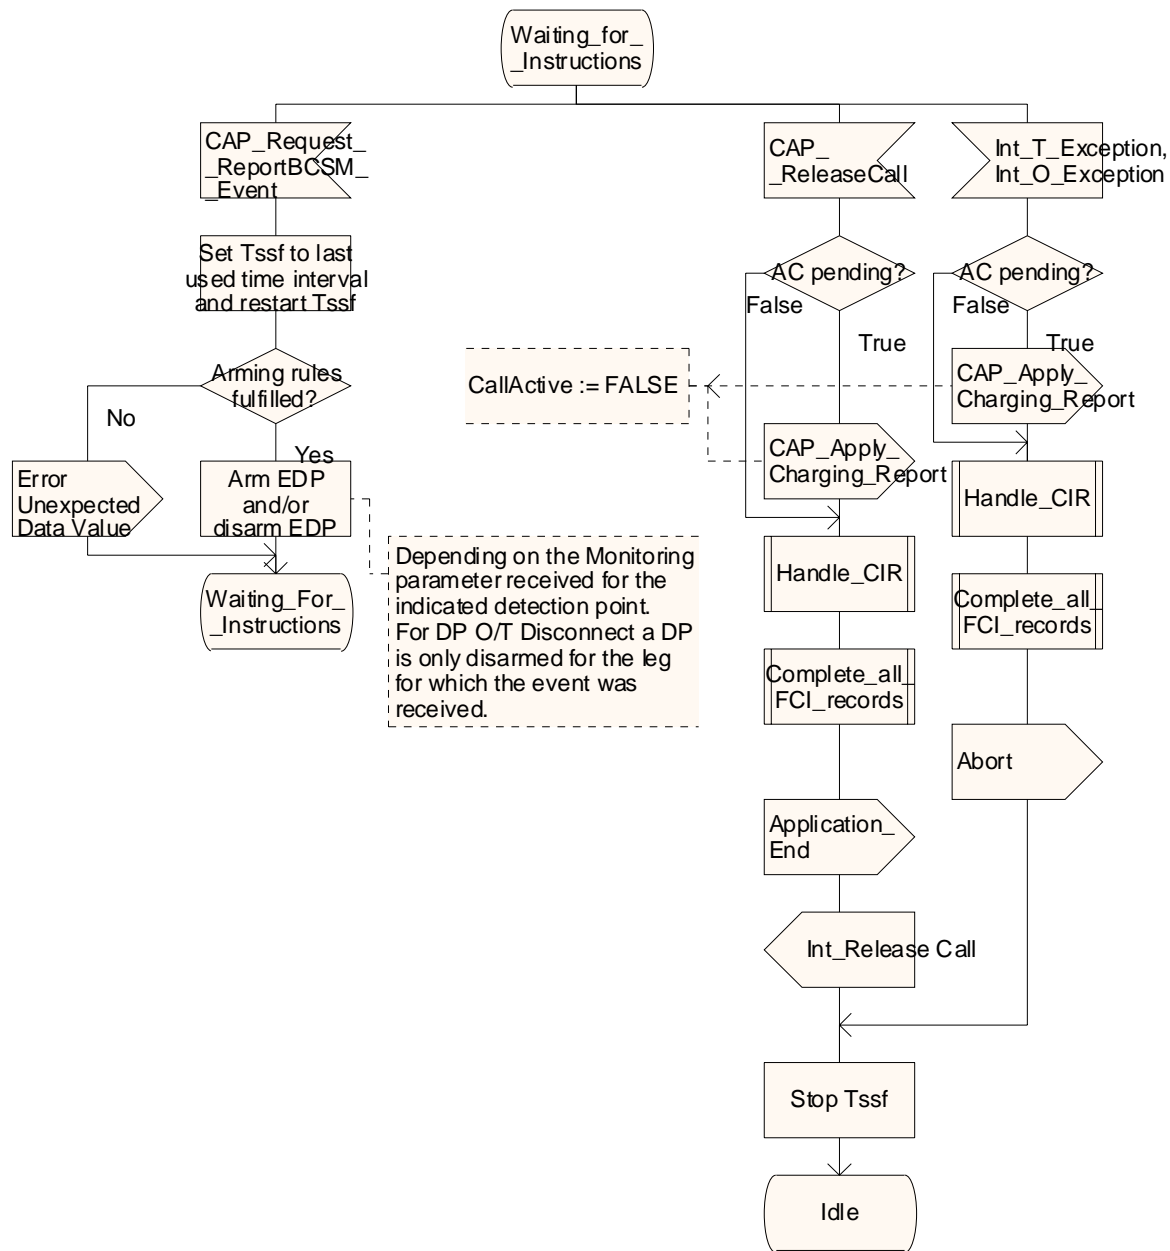 Waiting_for_
_Instructions
CAP_Request_
_ReportBCSM_
_Event
CAP_
_ReleaseCall
Int_T_Exception,
Int_O_Exception
Set Tssf to last
used time interval
and restart Tssf
AC pending?
False
True
AC pending?
False
True
CallActive := FALSE
CAP_Apply_
Charging_Report
Arming rules
fulfilled?
No
Yes
CAP_Apply_
Charging_Report
Error
Unexpected
Data Value
Arm EDP
and/or
disarm EDP
Handle_CIR
Depending on the Monitoring
parameter received for the
indicated detection point.
For DP O/T Disconnect a DP
is only disarmed for the leg
for which the event was
received.
Handle_CIR
Waiting_For_
_Instructions
Complete_all_
FCI_records
Complete_all_
FCI_records
Abort
Application_
End
Int_Release Call
Stop Tssf
Idle